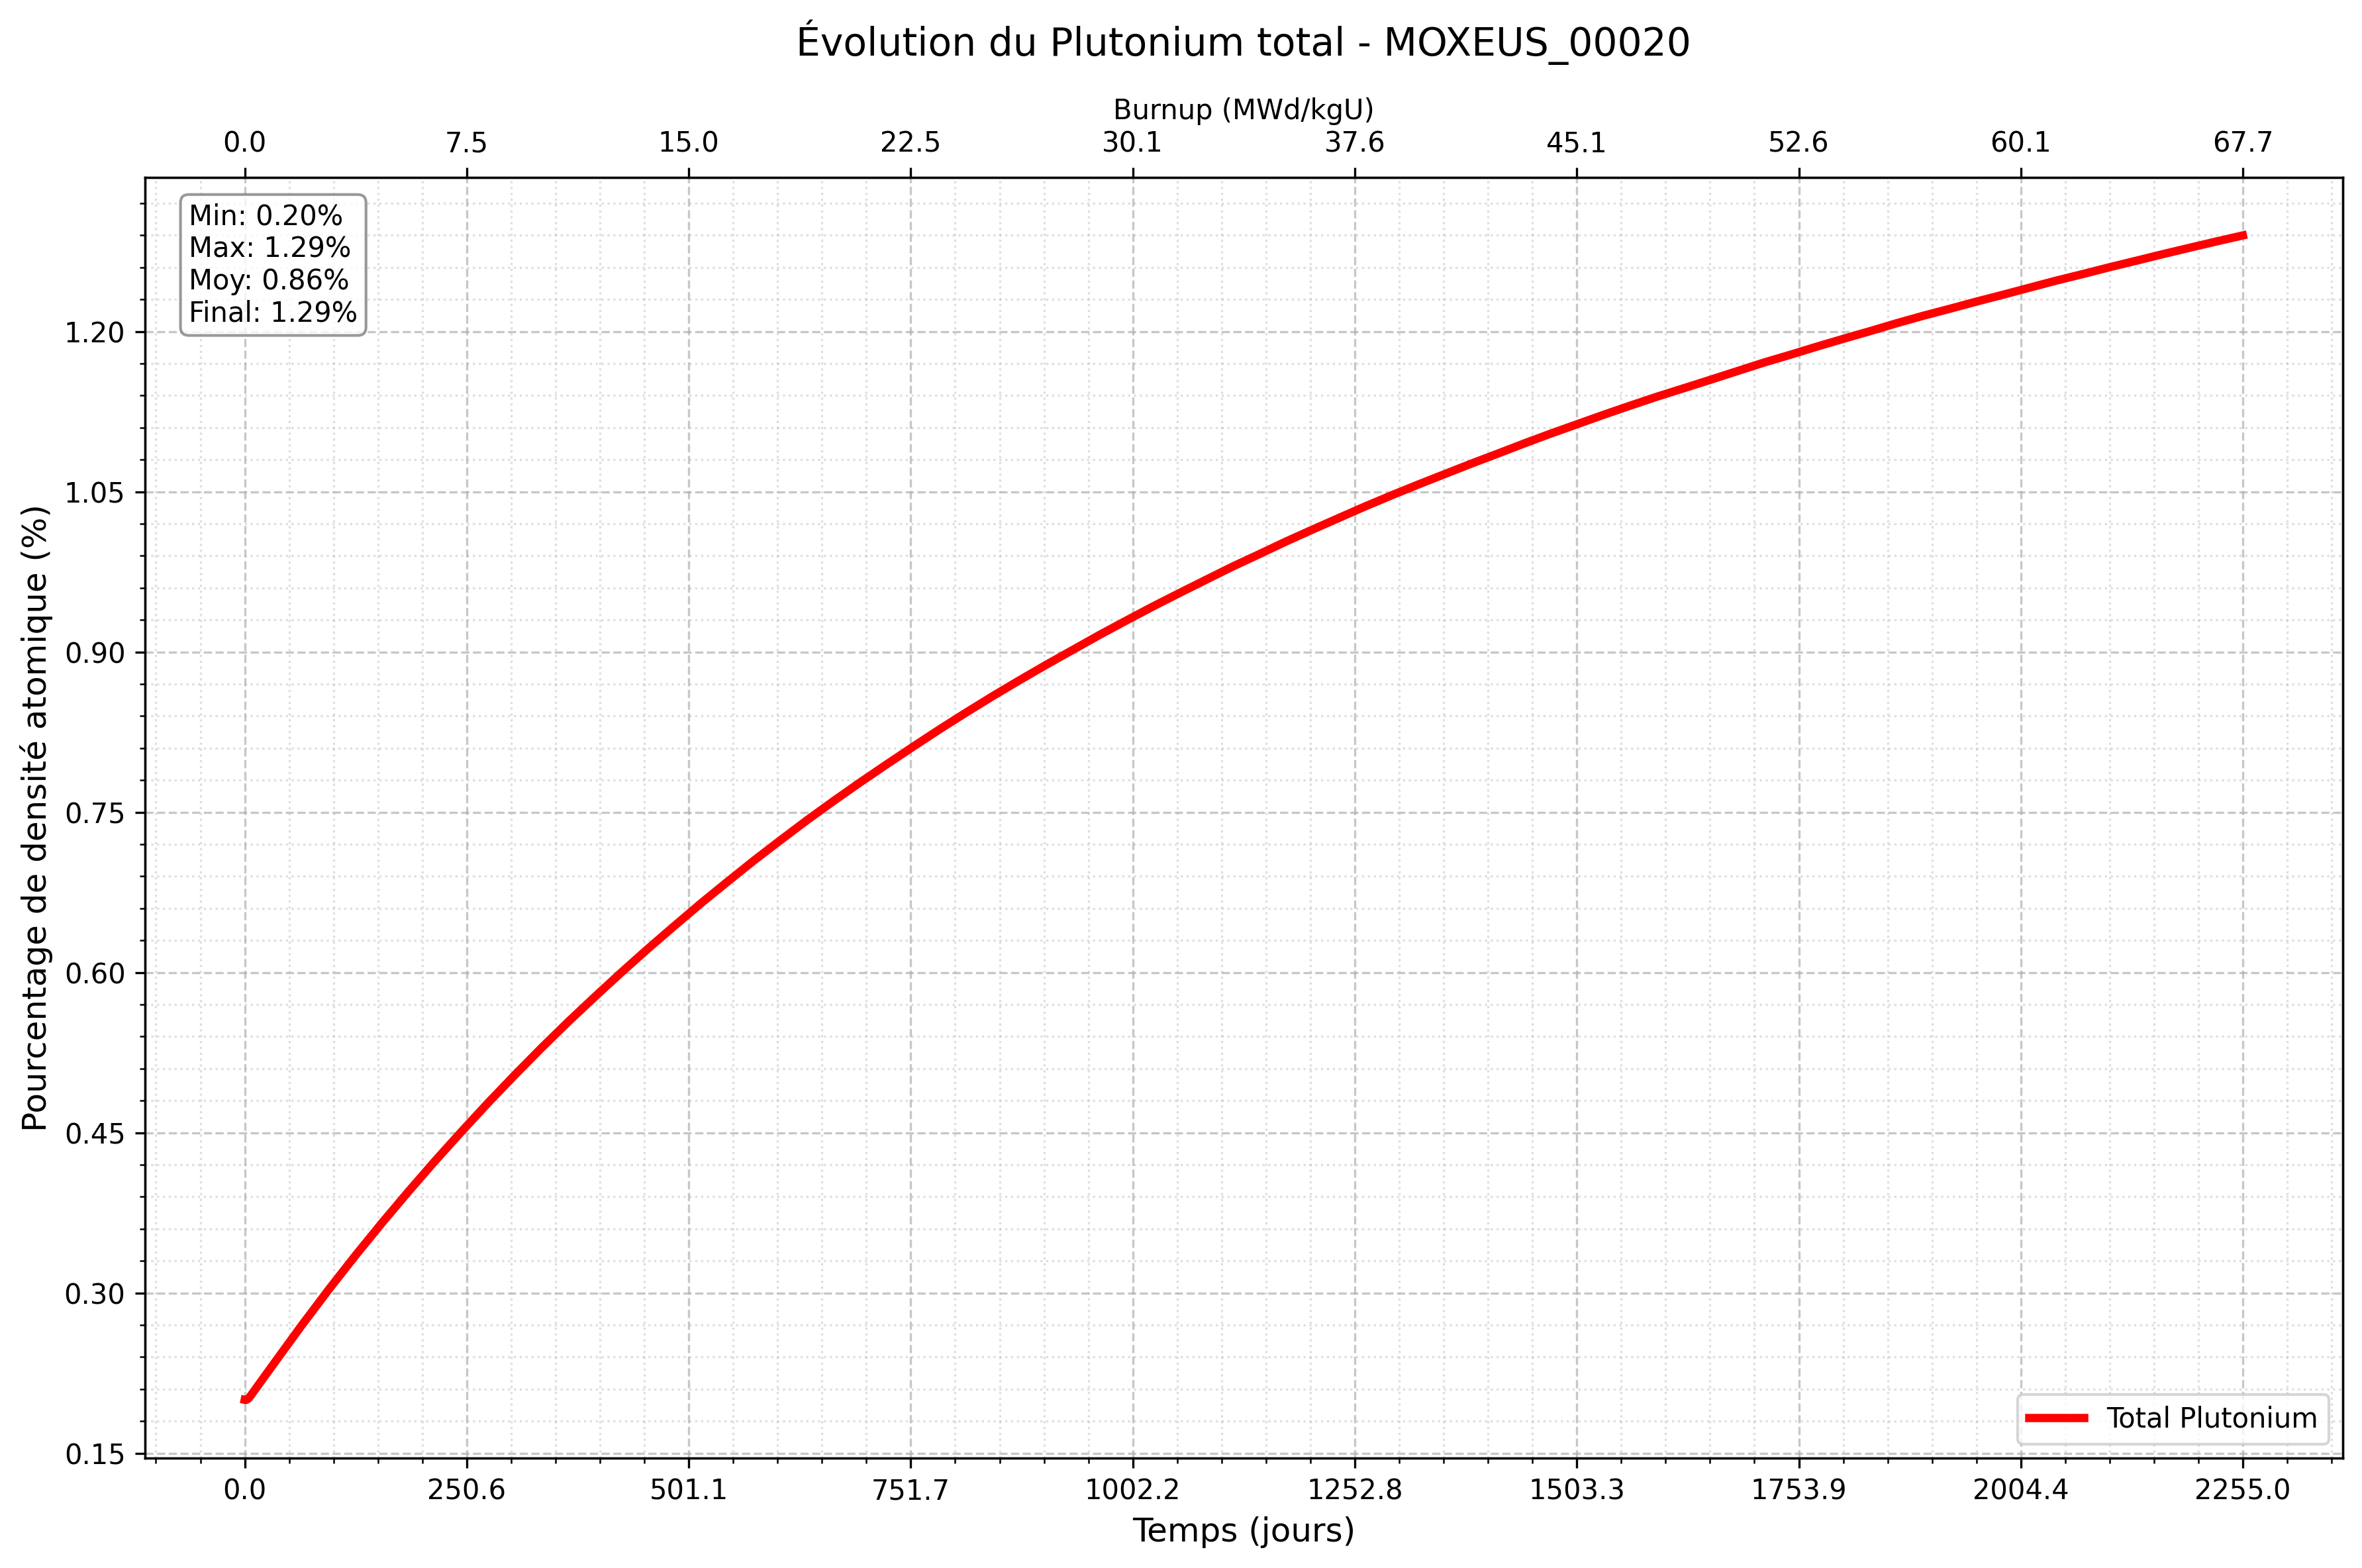 Évolution du Plutonium total - MOXEUS_00020
Burnup (MWd/kgU)
0.0 7.5 15.0 22.5 30.1 37.6 45.1 52.6 60.1 67.7
Min: 0.20%
Max: 1.29%
Moy: 0.86%
Final: 1.29%
Pourcentage de densité atomique (%)
1.20
1.05
0.90
0.75
0.60
0.45
0.30
0.15
Total Plutonium
0.0 250.6 501.1 751.7 1002.2 1252.8 1503.3 1753.9 2004.4 2255.0
Temps (jours)